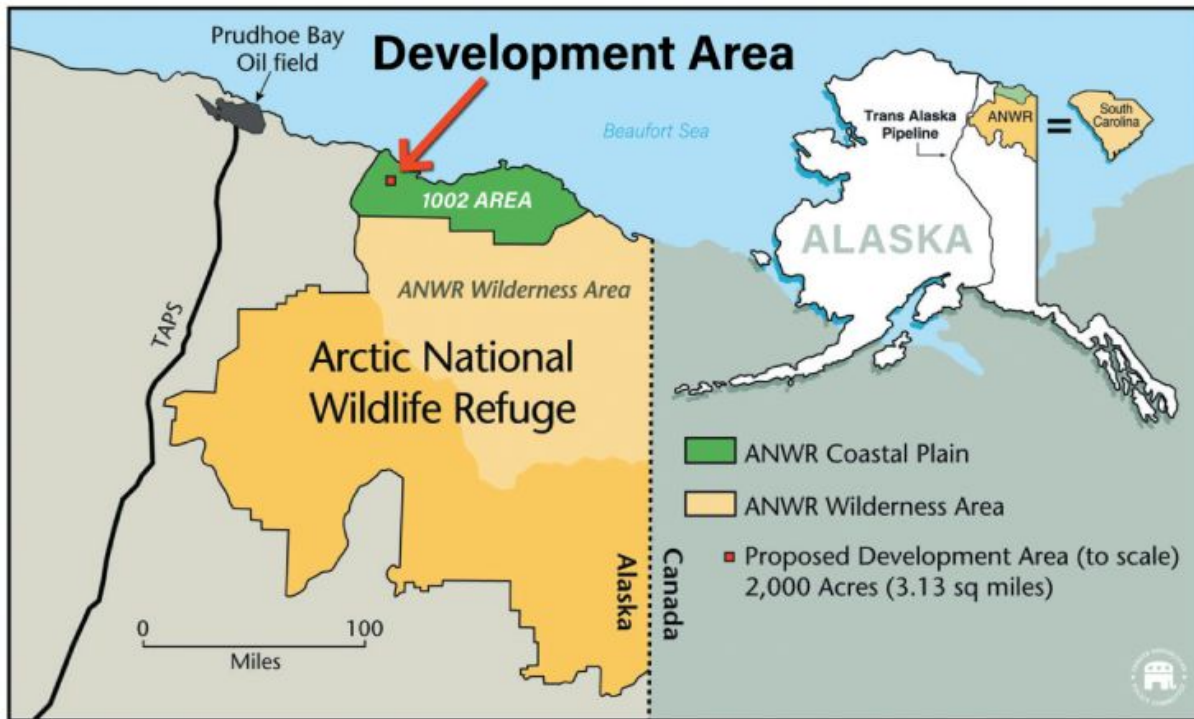 Prudhoe Bay
Oil field
Development Area
Beaufort Sea
1002 AREA
ANWR Wilderness Area
Arctic National
Wildlife Refuge
TAPS
Alaska
Canada
0 100
Miles
Trans Alaska
Pipeline
ANWR
=
South
Carolina
ALASKA
ANWR Coastal Plain
ANWR Wilderness Area
Proposed Development Area (to scale)
2,000 Acres (3.13 sq miles)